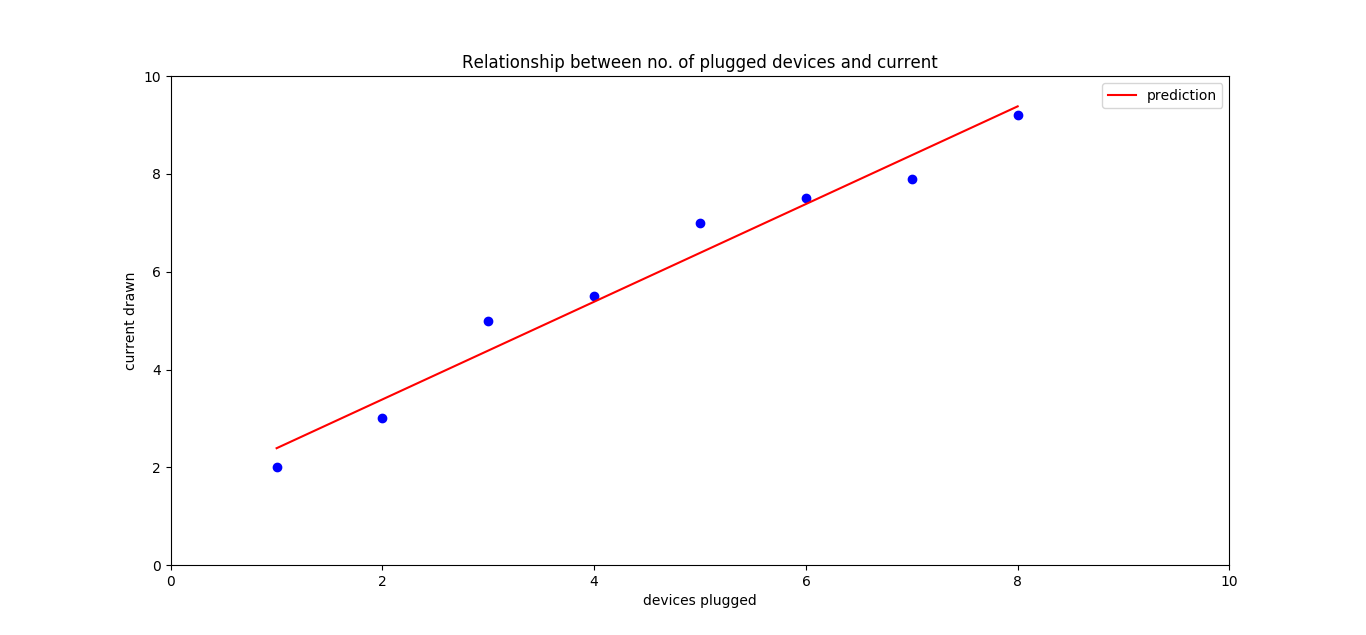 Relationship between no. of plugged devices and current
prediction
10
8
6
4
2
0
current drawn
0 2 4 6 8 10
devices plugged